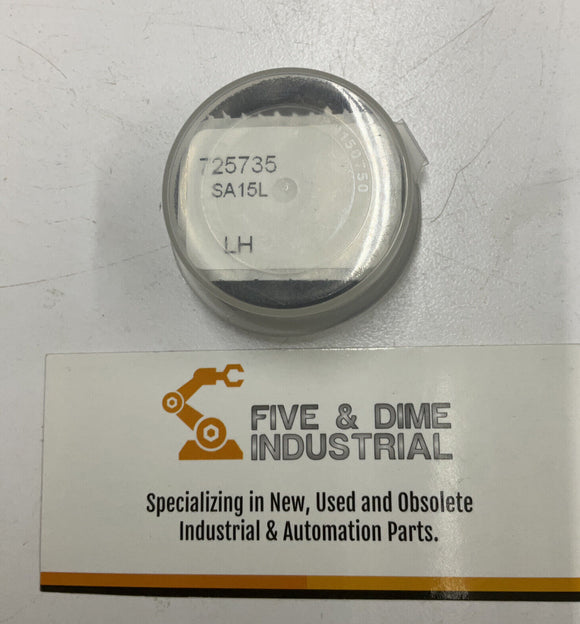 725735
SA15L
LH
FIVE & DIME
INDUSTRIAL
Specializing in New, Used and Obsolete
Industrial & Automation Parts.